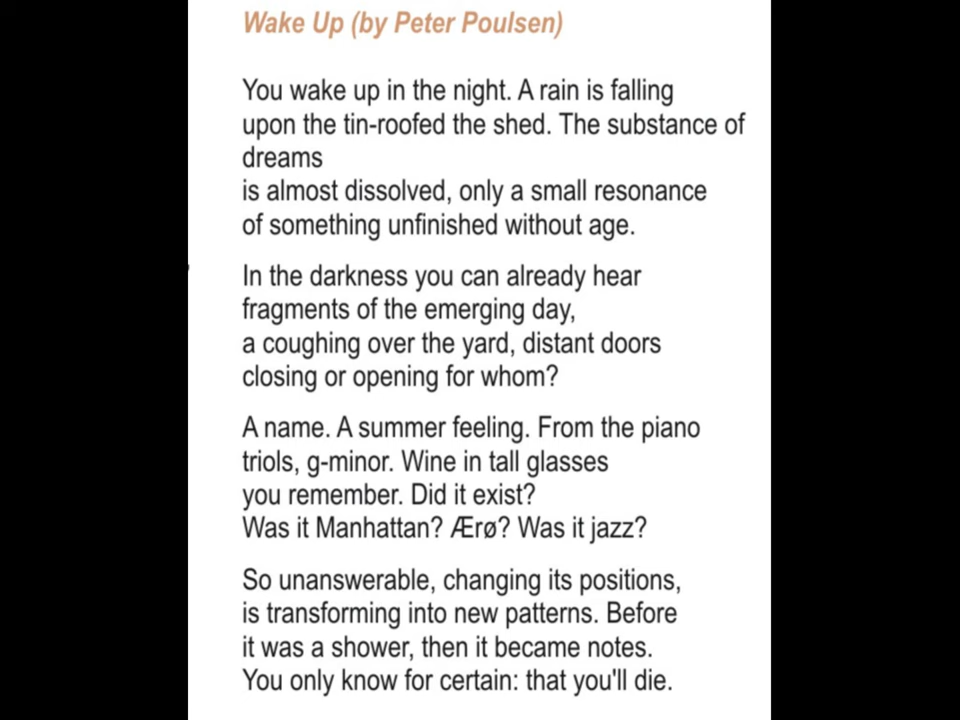 Wake Up (by Peter Poulsen)
You wake up in the night. A rain is falling
upon the tin-roofed the shed. The substance of
dreams
is almost dissolved, only a small resonance
of something unfinished without age.
In the darkness you can already hear
fragments of the emerging day,
a coughing over the yard, distant doors
closing or opening for whom?
A name. A summer feeling. From the piano
triols, g-minor. Wine in tall glasses
you remember. Did it exist?
Was it Manhattan? Ærø? Was it jazz?
So unanswerable, changing its positions,
is transforming into new patterns. Before
it was a shower, then it became notes.
You only know for certain: that you'll die.